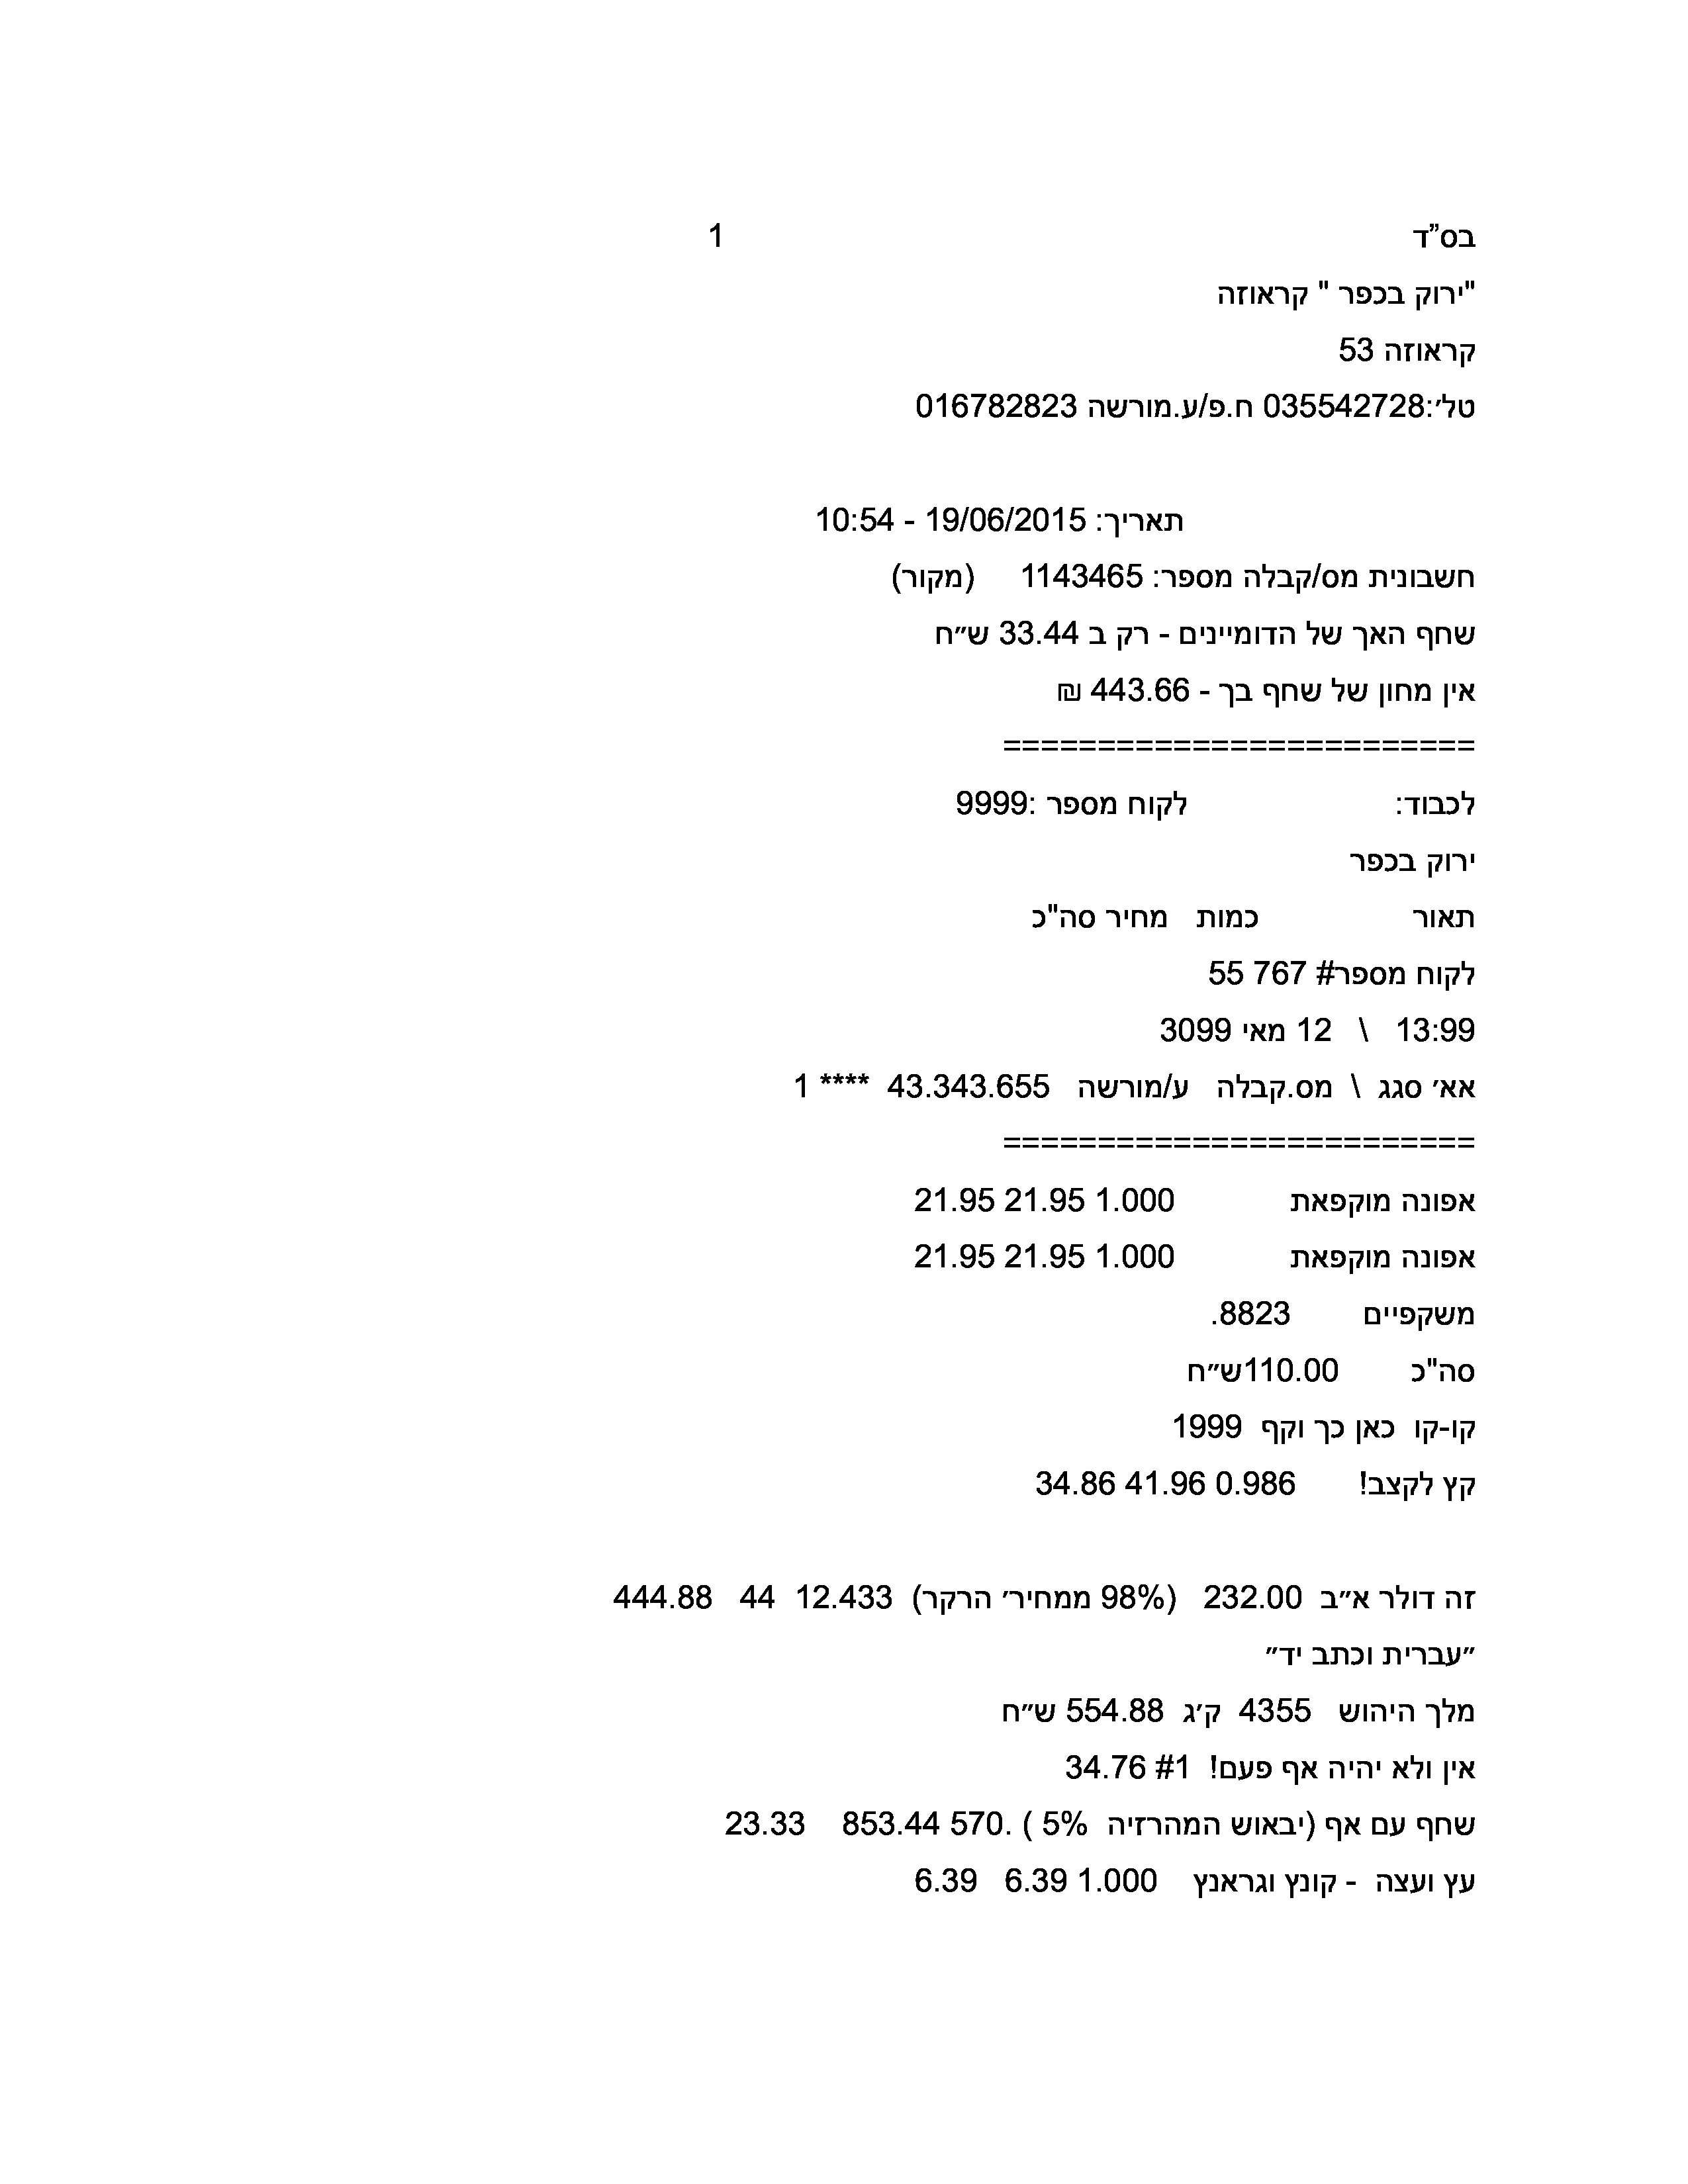 בס”ד 1
"ירוק בכפר " קראוזה
קראוזה 53
טל׳:035542728 ח.פ/ע.מורשה 016782823
תאריך: 19/06/2015 - 10:54
חשבונית מס/קבלה מספר: 1143465 (מקור)
שחף האך של הדומיינים - רק ב 33.44 ש״ח
אין מחון של שחף בך - 443.66 ₪
=========================
לכבוד: לקוח מספר :9999
ירוק בכפר
תאור כמות מחיר סה"כ
לקוח מספר# 767 55
13:99 \ 12 מאי 3099
אא׳ סגג \ מס.קבלה ע/מורשה 43.343.655 **** 1
=========================
אפונה מוקפאת 1.000 21.95 21.95
אפונה מוקפאת 1.000 21.95 21.95
משקפיים 8823.
סה"כ 110.00ש״ח
קו-קו כאן כך וקף 1999
קץ לקצב! 0.986 41.96 34.86
זה דולר א״ב 232.00 (98% ממחיר׳ הרקר) 12.433 44 444.88
״עברית וכתב יד״
מלך היהוש 4355 ק׳ג 554.88 ש״ח
אין ולא יהיה אף פעם! #1 34.76
שחף עם אף (יבאוש המהרזיה 5% ) .570 853.44 23.33
עץ ועצה - קונץ וגראנץ 1.000 6.39 6.39